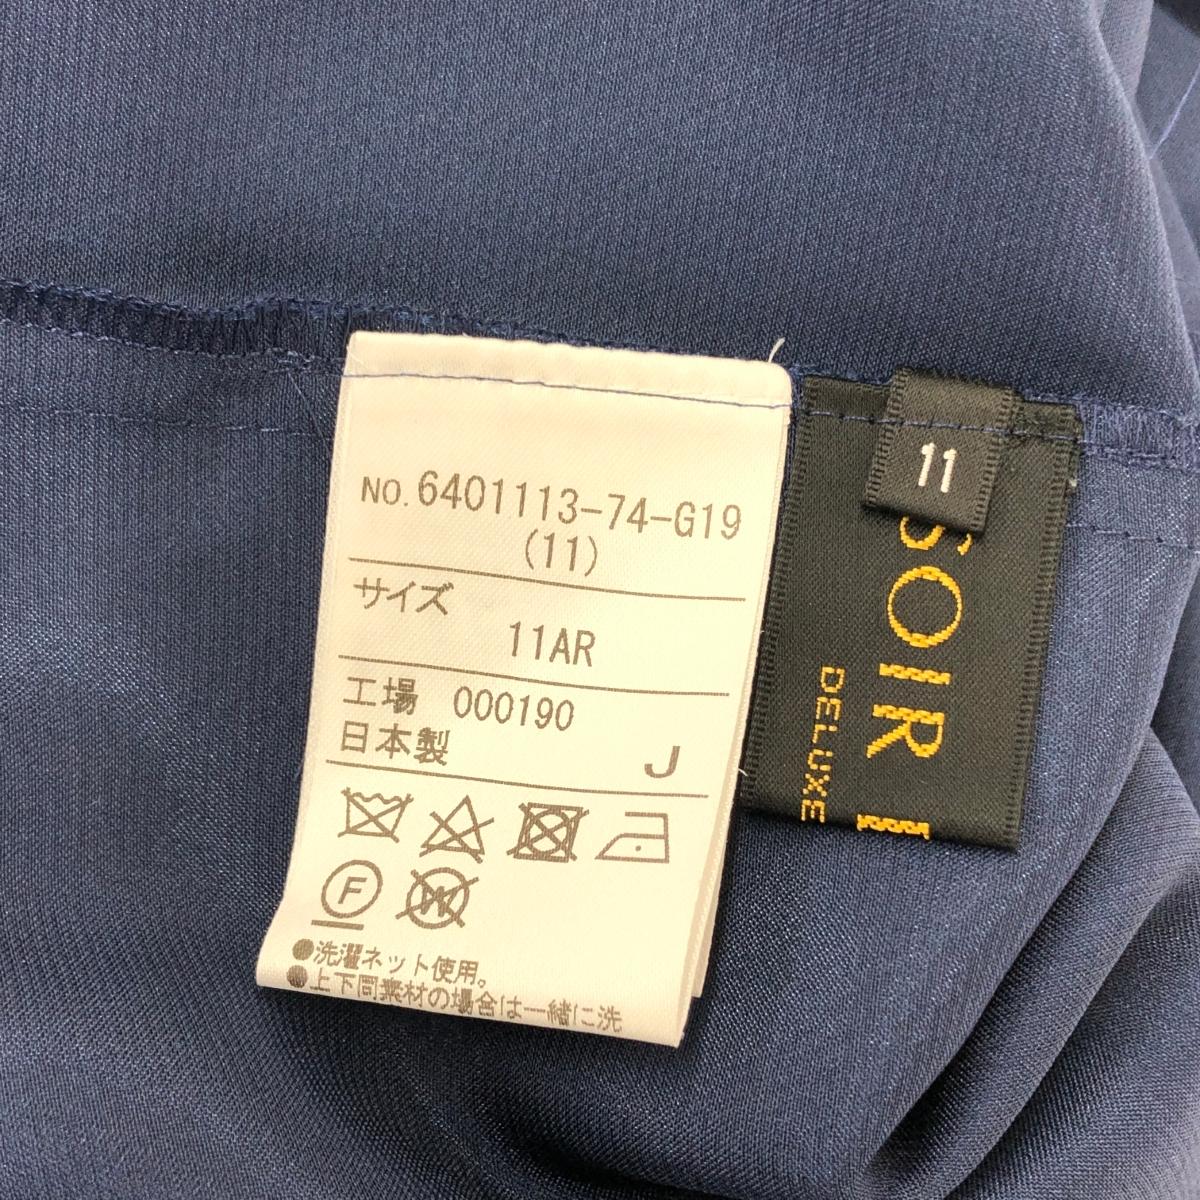 NO. 6401113-74-G19
(11)
サイズ
11AR
工場 000190
日本製
J
F
W
●洗濯ネット使用。
●上下同素材の場合は一緒に洗
11
SOIR
DELUXE